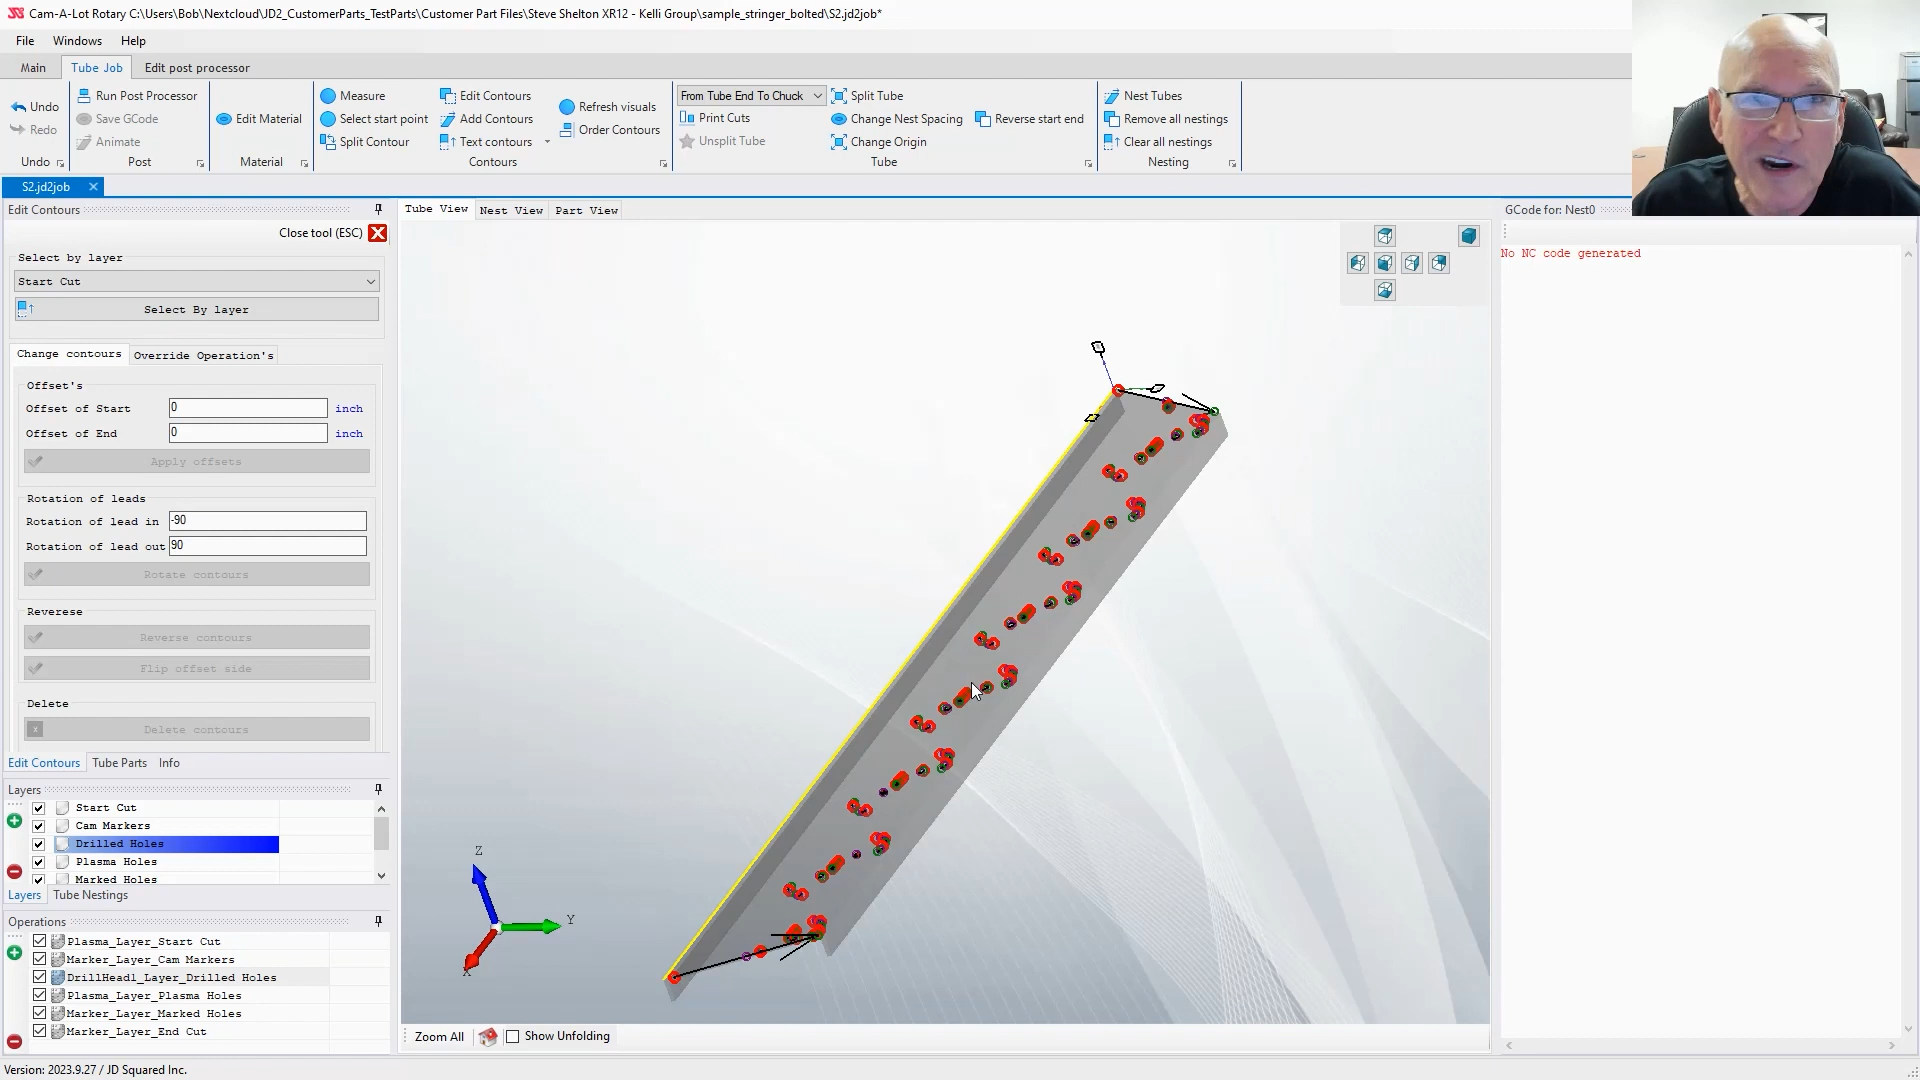 Cam-A-Lot Rotary C:\Users\Bob\Nextcloud\JD2_CustomerParts_TestParts\Customer Part Files\Steve Shelton XR12 - Kelli Group\sample_stringer_bolted\S2.jd2job*
File Windows Help
Main Tube Job Edit post processor
Undo
Redo
Undo
Run Post Processor
Save GCode
Animate
Post
Edit Material
Material
Measure
Select start point
Split Contour
Edit Contours
Add Contours
Text contours
Refresh visuals
Order Contours
Contours
From Tube End To Chuck
Print Cuts
Unsplit Tube
Split Tube
Change Nest Spacing
Change Origin
Reverse start end
Tube
Nest Tubes
Remove all nestings
Clear all nestings
Nesting
S2.jd2job
Edit Contours
Close tool (ESC)
Select by layer
Start Cut
Select By layer
Change contours Override Operation's
Offset's
Offset of Start 0 inch
Offset of End 0 inch
Apply offsets
Rotation of leads
Rotation of lead in -90
Rotation of lead out 90
Rotate contours
Reverese
Reverse contours
Flip offset side
Delete
Delete contours
Edit Contours Tube Parts Info
Layers
Start Cut
Cam Markers
Drilled Holes
Plasma Holes
Marked Holes
Layers Tube Nestings
Operations
Plasma_Layer_Start Cut
Marker_Layer_Cam Markers
DrillHead1_Layer_Drilled Holes
Plasma_Layer_Plasma Holes
Marker_Layer_Marked Holes
Marker_Layer_End Cut
Tube View Nest View Part View
Z
Y
X
Zoom All Show Unfolding
GCode for: Nest0
No NC code generated
Version: 2023.9.27 / JD Squared Inc.